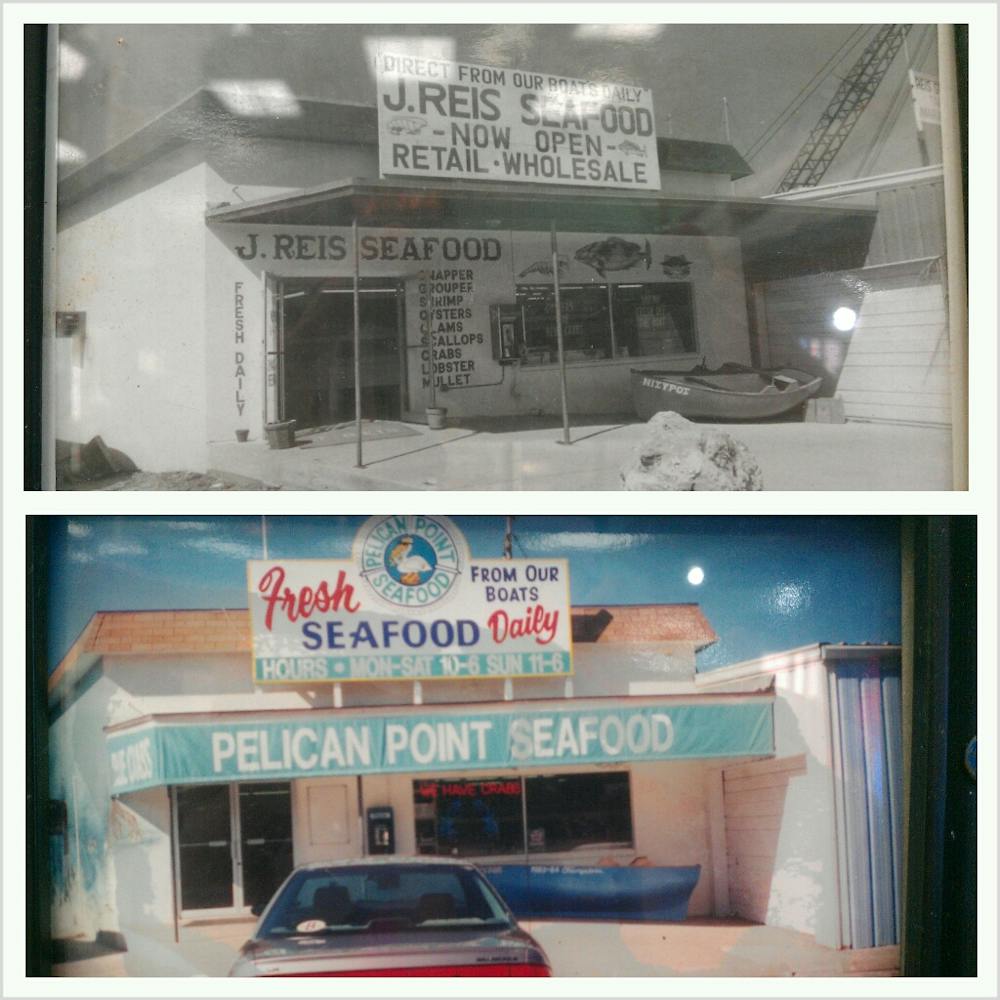 DIRECT FROM OUR BOATS DAILY
J. REIS SEAFOOD
-NOW OPEN-
RETAIL · WHOLESALE
J. REIS SEAFOOD
FRESH DAILY
SNAPPER
GROUPER
SHRIMP
OYSTERS
CLAMS
SCALLOPS
CRABS
LOBSTER
MULLET
ΝΙΣΥΡΟΣ
PELICAN POINT
SEAFOOD
Fresh
FROM OUR
BOATS
SEAFOOD Daily
HOURS • MON-SAT 10-6 SUN 11-6
PELICAN POINT SEAFOOD
WE HAVE CRABS